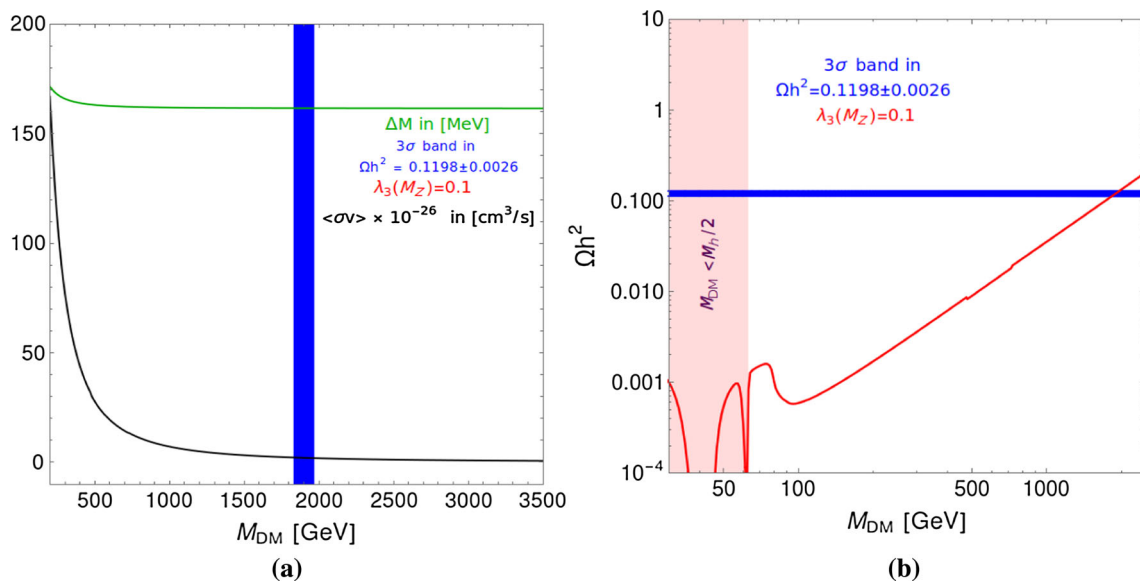 200
150
100
50
0
500
1000
1500
2000
2500
3000
3500
M_DM [GeV]
ΔM in [MeV]
3σ band in
Ωh² = 0.1198±0.0026
λ₃(M_Z)=0.1
<σv> × 10⁻²⁶ in [cm³/s]
(a)
10
1
0.100
0.010
0.001
10⁻⁴
Ωh²
50
100
500
1000
M_DM [GeV]
3σ band in
Ωh²=0.1198±0.0026
λ₃(M_Z)=0.1
M_DM <M_h/2
(b)